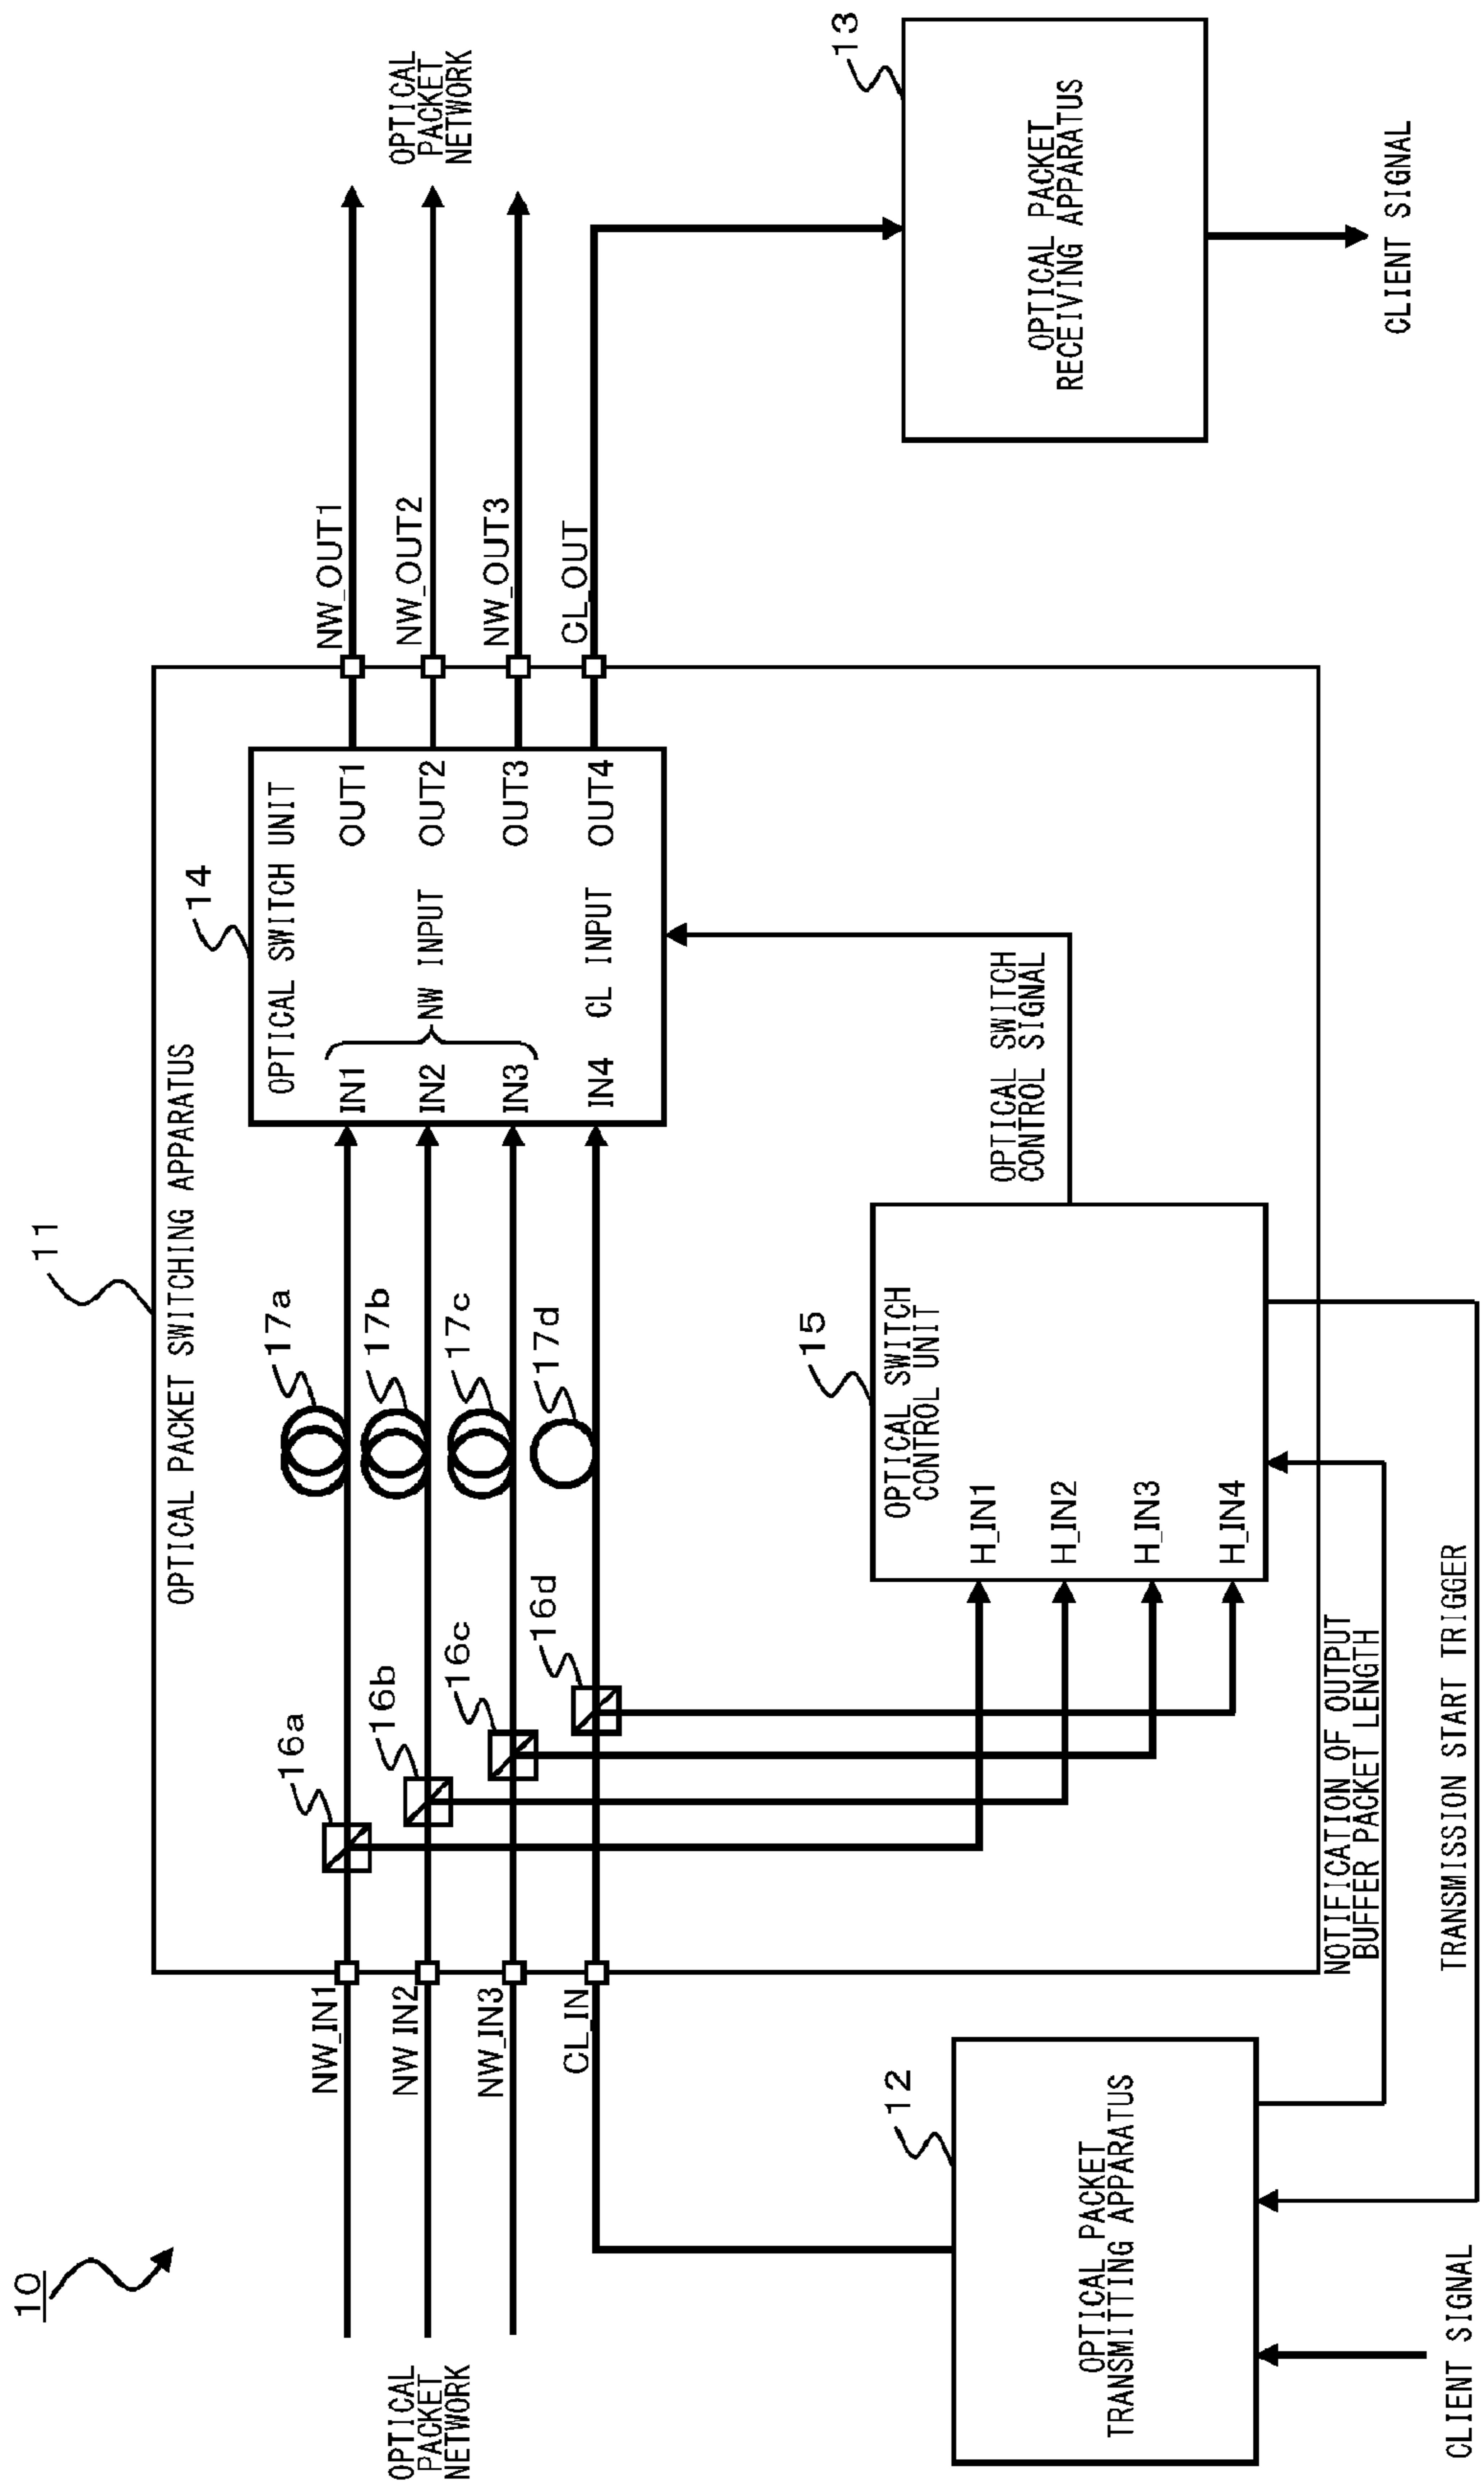 10
11
OPTICAL PACKET SWITCHING APPARATUS
OPTICAL
PACKET
NETWORK
NW_IN1
NW_IN2
NW_IN3
CL_IN
16a
16b
16c
16d
17a
17b
17c
17d
14
OPTICAL SWITCH UNIT
IN1
IN2
IN3
IN4
NW INPUT
CL INPUT
OUT1
OUT2
OUT3
OUT4
NW_OUT1
NW_OUT2
NW_OUT3
CL_OUT
OPTICAL
PACKET
NETWORK
12
OPTICAL PACKET
TRANSMITTING APPARATUS
15
OPTICAL SWITCH
CONTROL UNIT
H_IN1
H_IN2
H_IN3
H_IN4
OPTICAL SWITCH
CONTROL SIGNAL
13
OPTICAL PACKET
RECEIVING APPARATUS
NOTIFICATION OF OUTPUT
BUFFER PACKET LENGTH
TRANSMISSION START TRIGGER
CLIENT SIGNAL
CLIENT SIGNAL